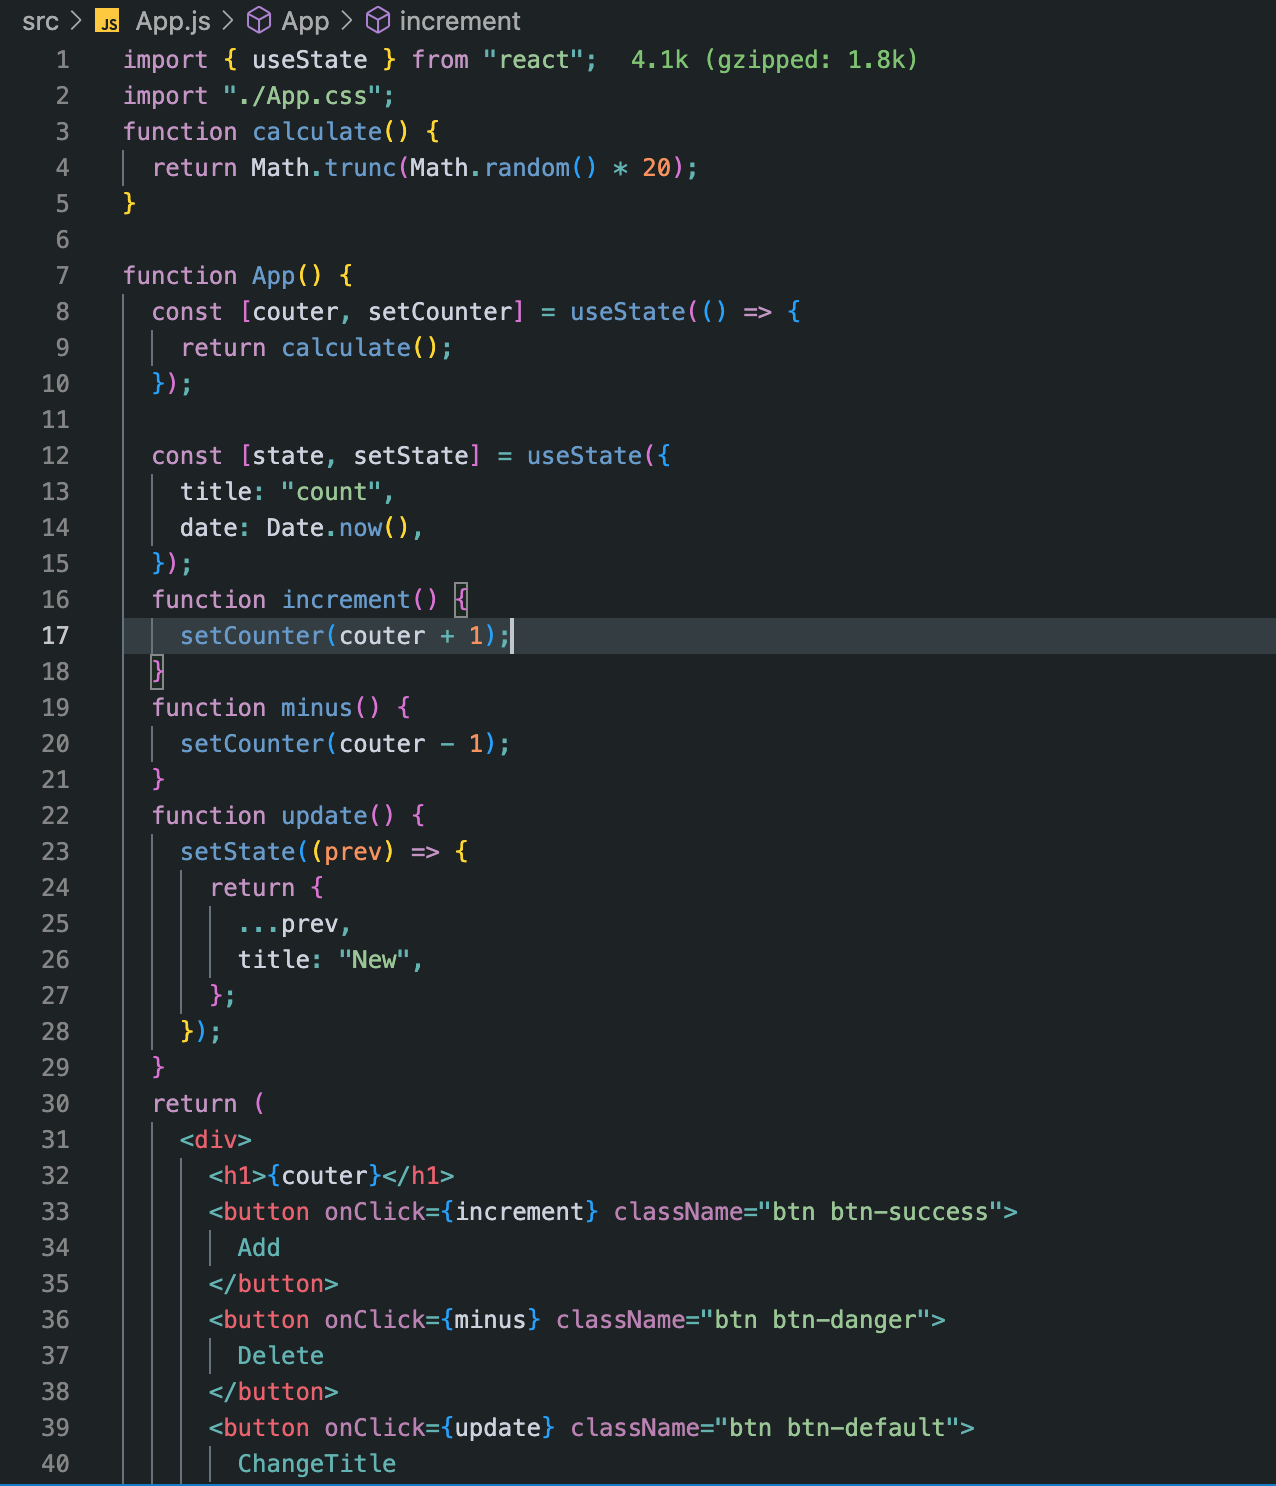 src > JS App.js > App > increment
1 import { useState } from "react"; 4.1k (gzipped: 1.8k)
2 import "./App.css";
3 function calculate() {
4 return Math.trunc(Math.random() * 20);
5 }
6
7 function App() {
8 const [couter, setCounter] = useState(() => {
9 return calculate();
10 });
11
12 const [state, setState] = useState({
13 title: "count",
14 date: Date.now(),
15 });
16 function increment() {
17 setCounter(couter + 1);
18 }
19 function minus() {
20 setCounter(couter - 1);
21 }
22 function update() {
23 setState((prev) => {
24 return {
25 ...prev,
26 title: "New",
27 };
28 });
29 }
30 return (
31 <div>
32 <h1>{couter}</h1>
33 <button onClick={increment} className="btn btn-success">
34 Add
35 </button>
36 <button onClick={minus} className="btn btn-danger">
37 Delete
38 </button>
39 <button onClick={update} className="btn btn-default">
40 ChangeTitle